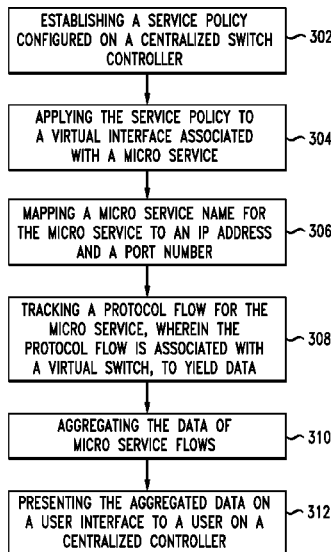 ESTABLISHING A SERVICE POLICY
CONFIGURED ON A CENTRALIZED SWITCH
CONTROLLER
302
APPLYING THE SERVICE POLICY TO
A VIRTUAL INTERFACE ASSOCIATED
WITH A MICRO SERVICE
304
MAPPING A MICRO SERVICE NAME FOR
THE MICRO SERVICE TO AN IP ADDRESS
AND A PORT NUMBER
306
TRACKING A PROTOCOL FLOW FOR THE
MICRO SERVICE, WHEREIN THE
PROTOCOL FLOW IS ASSOCIATED WITH
A VIRTUAL SWITCH, TO YIELD DATA
308
AGGREGATING THE DATA OF
MICRO SERVICE FLOWS
310
PRESENTING THE AGGREGATED DATA ON
A USER INTERFACE TO A USER ON A
CENTRALIZED CONTROLLER
312